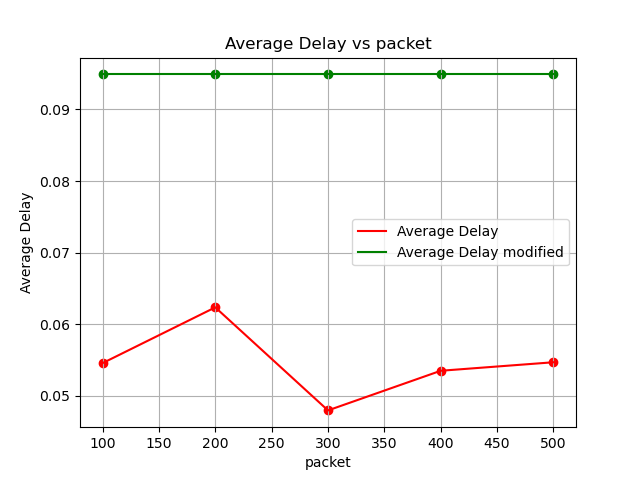 Average Delay vs packet
0.09
0.08
0.07
0.06
0.05
Average Delay
Average Delay
Average Delay modified
100 150 200 250 300 350 400 450 500
packet